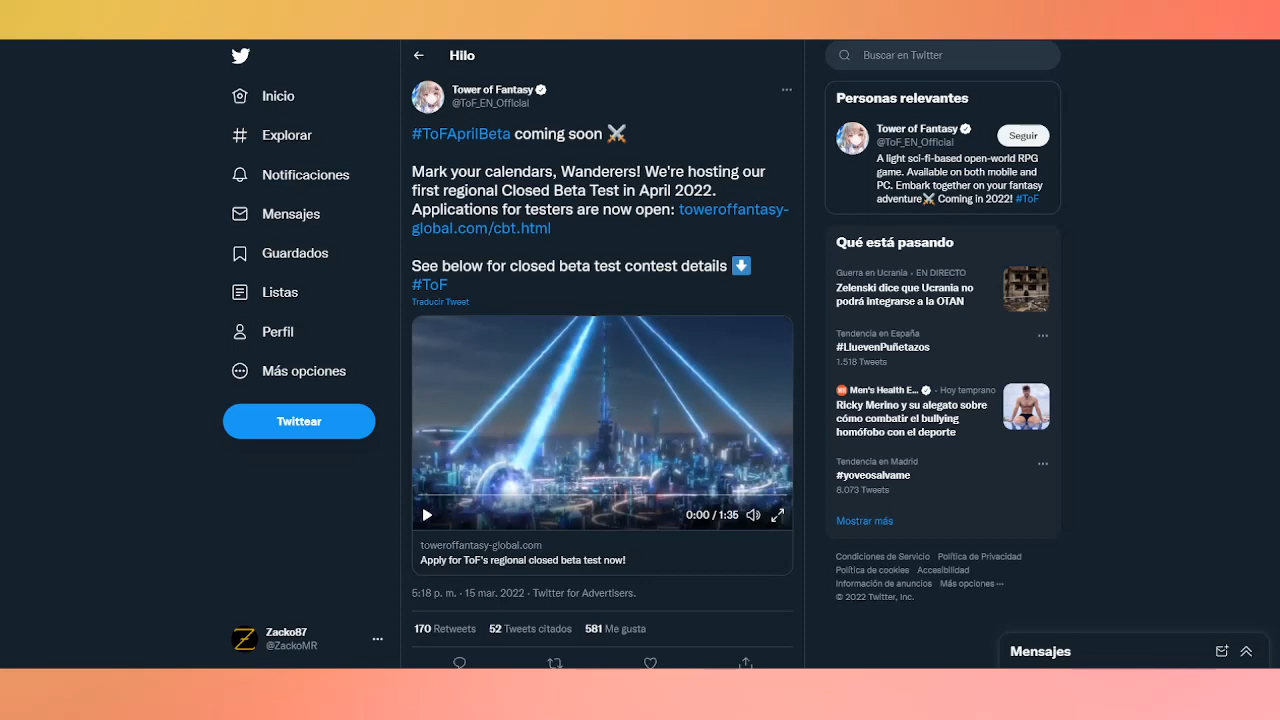 Inicio
Explorar
Notificaciones
Mensajes
Guardados
Listas
Perfil
Más opciones
Twittear
Zacko87
@ZackoMR
Hilo
Tower of Fantasy
@ToF_EN_Official
#ToFAprilBeta coming soon
Mark your calendars, Wanderers! We're hosting our
first regional Closed Beta Test in April 2022.
Applications for testers are now open: toweroffantasy-
global.com/cbt.html
See below for closed beta test contest details
#ToF
Traducir Tweet
0:00 / 1:35
toweroffantasy-global.com
Apply for ToF's regional closed beta test now!
5:18 p. m. · 15 mar. 2022 · Twitter for Advertisers.
170 Retweets 52 Tweets citados 581 Me gusta
Buscar en Twitter
Personas relevantes
Tower of Fantasy
@ToF_EN_Official
Seguir
A light sci-fi-based open-world RPG
game. Available on both mobile and
PC. Embark together on your fantasy
adventure Coming in 2022! #ToF
Qué está pasando
Guerra en Ucrania · EN DIRECTO
Zelenski dice que Ucrania no
podrá integrarse a la OTAN
Tendencia en España
#LluevenPuñetazos
1.518 Tweets
Men's Health E... · Hoy temprano
Ricky Merino y su alegato sobre
cómo combatir el bullying
homófobo con el deporte
Tendencia en Madrid
#yoveosalvame
8.073 Tweets
Mostrar más
Condiciones de Servicio Política de Privacidad
Política de cookies Accesibilidad
Información de anuncios Más opciones ···
© 2022 Twitter, Inc.
Mensajes